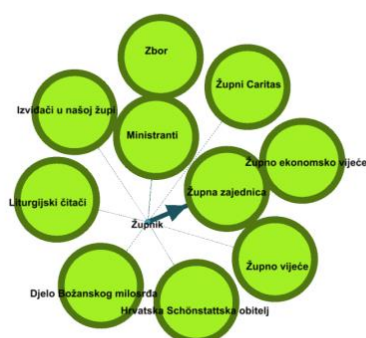 Zbor
Župni Caritas
Izviđači u našoj župi
Ministranti
Župno ekonomsko vijeće
Župna zajednica
Liturgijski čitači
Župnik
Župno vijeće
Djelo Božanskog milosrđa
Hrvatska Schönstattska obitelj